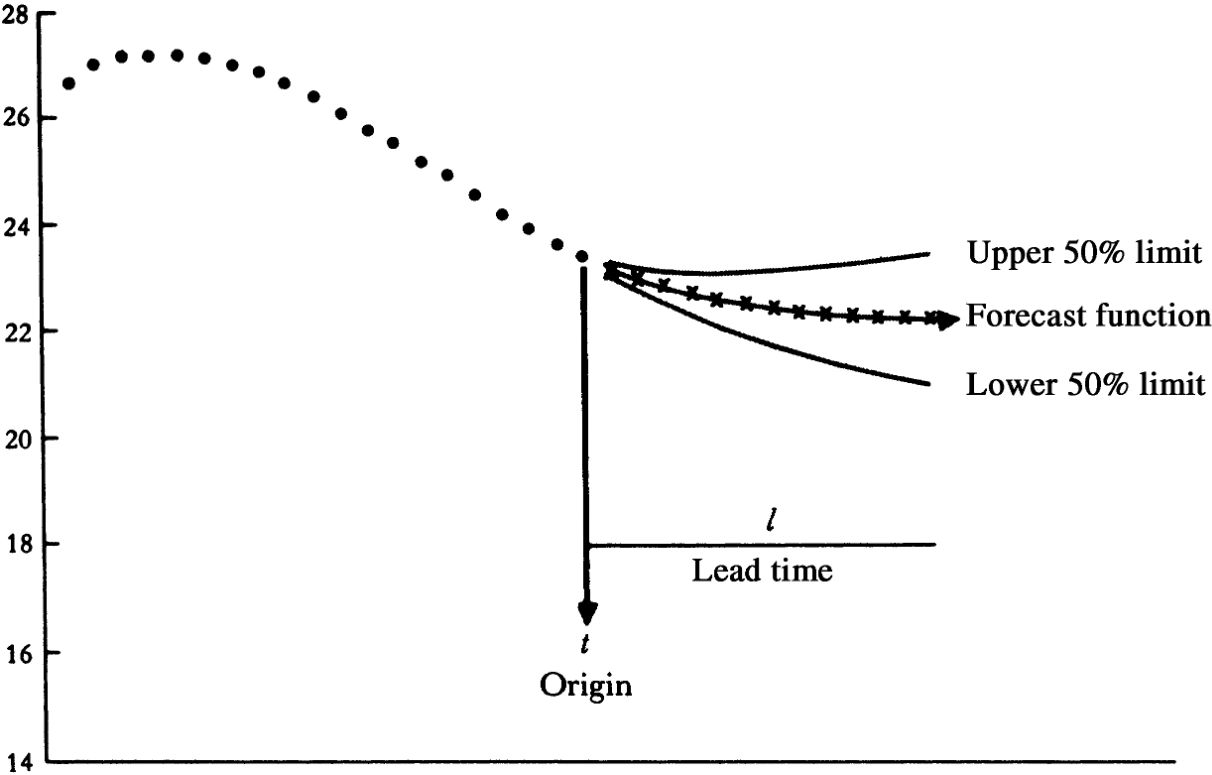 28
26
24
22
20
18
16
14
Upper 50% limit
Forecast function
Lower 50% limit
l
Lead time
t
Origin